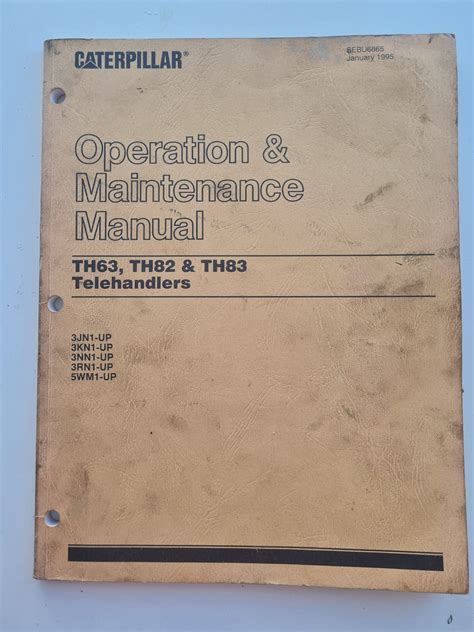 CATERPILLAR®
SEBU6865
January 1995
Operation &
Maintenance
Manual
TH63, TH82 & TH83
Telehandlers
3JN1-UP
3KN1-UP
3NN1-UP
3RN1-UP
5WM1-UP